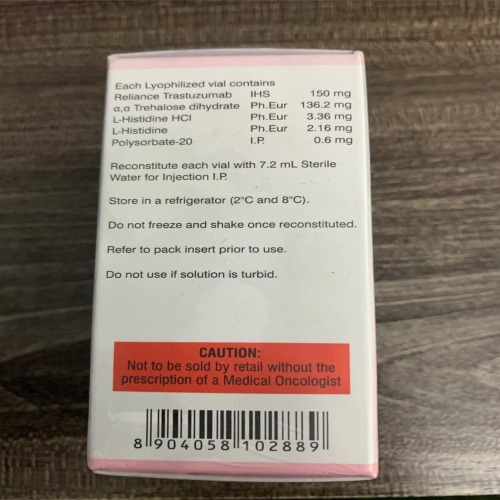 Each Lyophilized vial contains
Reliance Trastuzumab IHS 150 mg
α,α Trehalose dihydrate Ph.Eur 136.2 mg
L-Histidine HCl Ph.Eur 3.36 mg
L-Histidine Ph.Eur 2.16 mg
Polysorbate-20 I.P. 0.6 mg
Reconstitute each vial with 7.2 mL Sterile
Water for Injection I.P.
Store in a refrigerator (2°C and 8°C).
Do not freeze and shake once reconstituted.
Refer to pack insert prior to use.
Do not use if solution is turbid.
CAUTION:
Not to be sold by retail without the
prescription of a Medical Oncologist
8 904058 102889